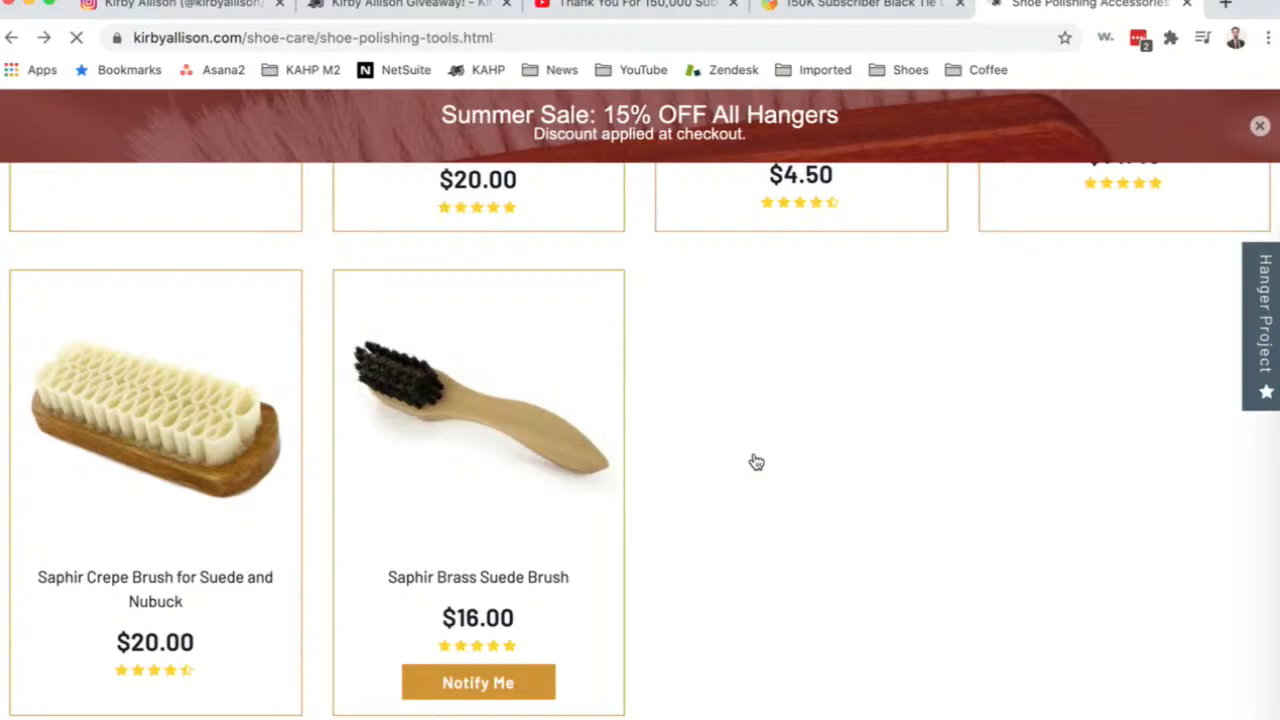 Kirby Allison (@kirbyallison)
Kirby Allison Giveaway! - Ki
Thank You For 150,000 Sub
150K Subscriber Black Tie
Shoe Polishing Accessories
kirbyallison.com/shoe-care/shoe-polishing-tools.html
w.
2
Apps
Bookmarks
Asana2
KAHP M2
N
NetSuite
KAHP
News
YouTube
Zendesk
Imported
Shoes
Coffee
Summer Sale: 15% OFF All Hangers
Discount applied at checkout.
$20.00
$4.50
Hanger Project
Saphir Crepe Brush for Suede and
Nubuck
$20.00
Saphir Brass Suede Brush
$16.00
Notify Me